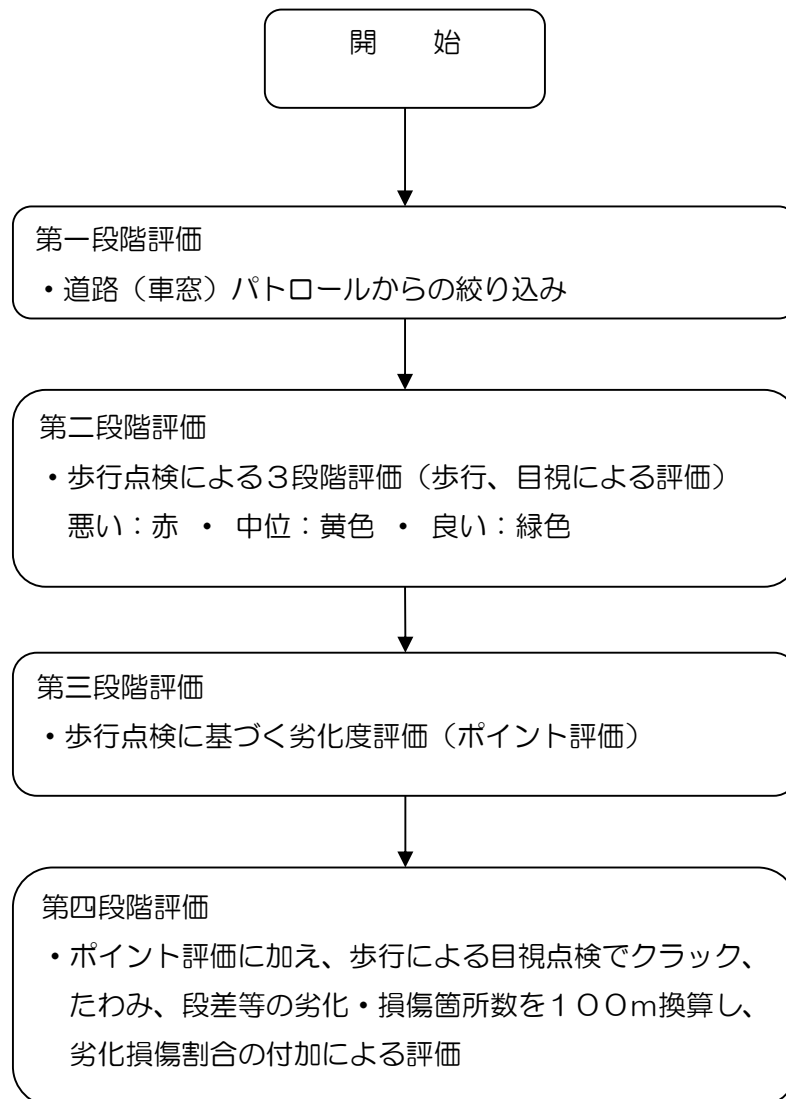 開　　始
第一段階評価
・道路（車窓）パトロールからの絞り込み
第二段階評価
・歩行点検による３段階評価（歩行、目視による評価）
悪い：赤　・　中位：黄色　・　良い：緑色
第三段階評価
・歩行点検に基づく劣化度評価（ポイント評価）
第四段階評価
・ポイント評価に加え、歩行による目視点検でクラック、
たわみ、段差等の劣化・損傷箇所数を１００ｍ換算し、
劣化損傷割合の付加による評価